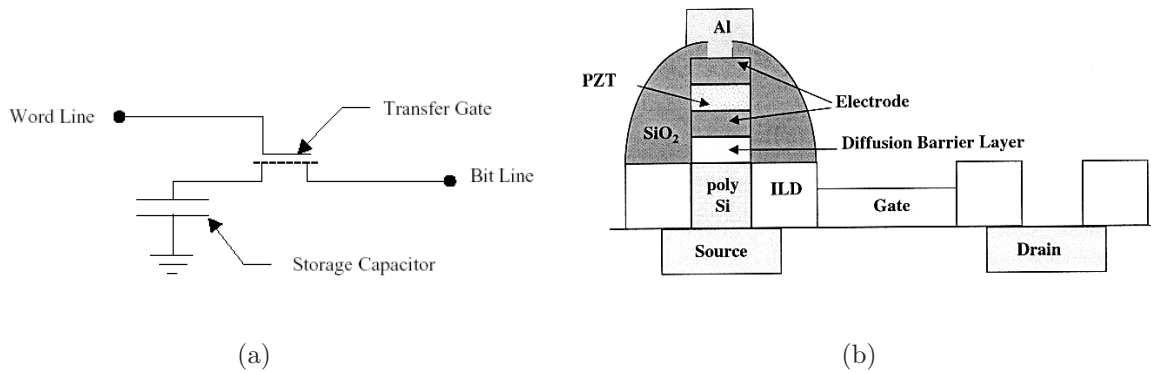 Word Line
Transfer Gate
Bit Line
Storage Capacitor
(a)
Al
PZT
Electrode
SiO₂
Diffusion Barrier Layer
poly
Si
ILD
Gate
Source
Drain
(b)